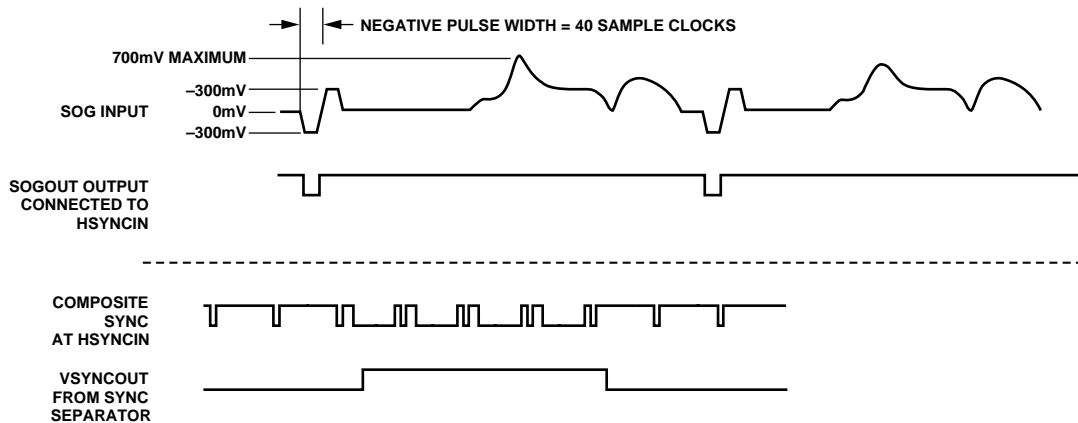 NEGATIVE PULSE WIDTH = 40 SAMPLE CLOCKS
700mV MAXIMUM
–300mV
SOG INPUT
0mV
–300mV
SOGOUT OUTPUT
CONNECTED TO
HSYNCIN
COMPOSITE
SYNC
AT HSYNCIN
VSYNCOUT
FROM SYNC
SEPARATOR